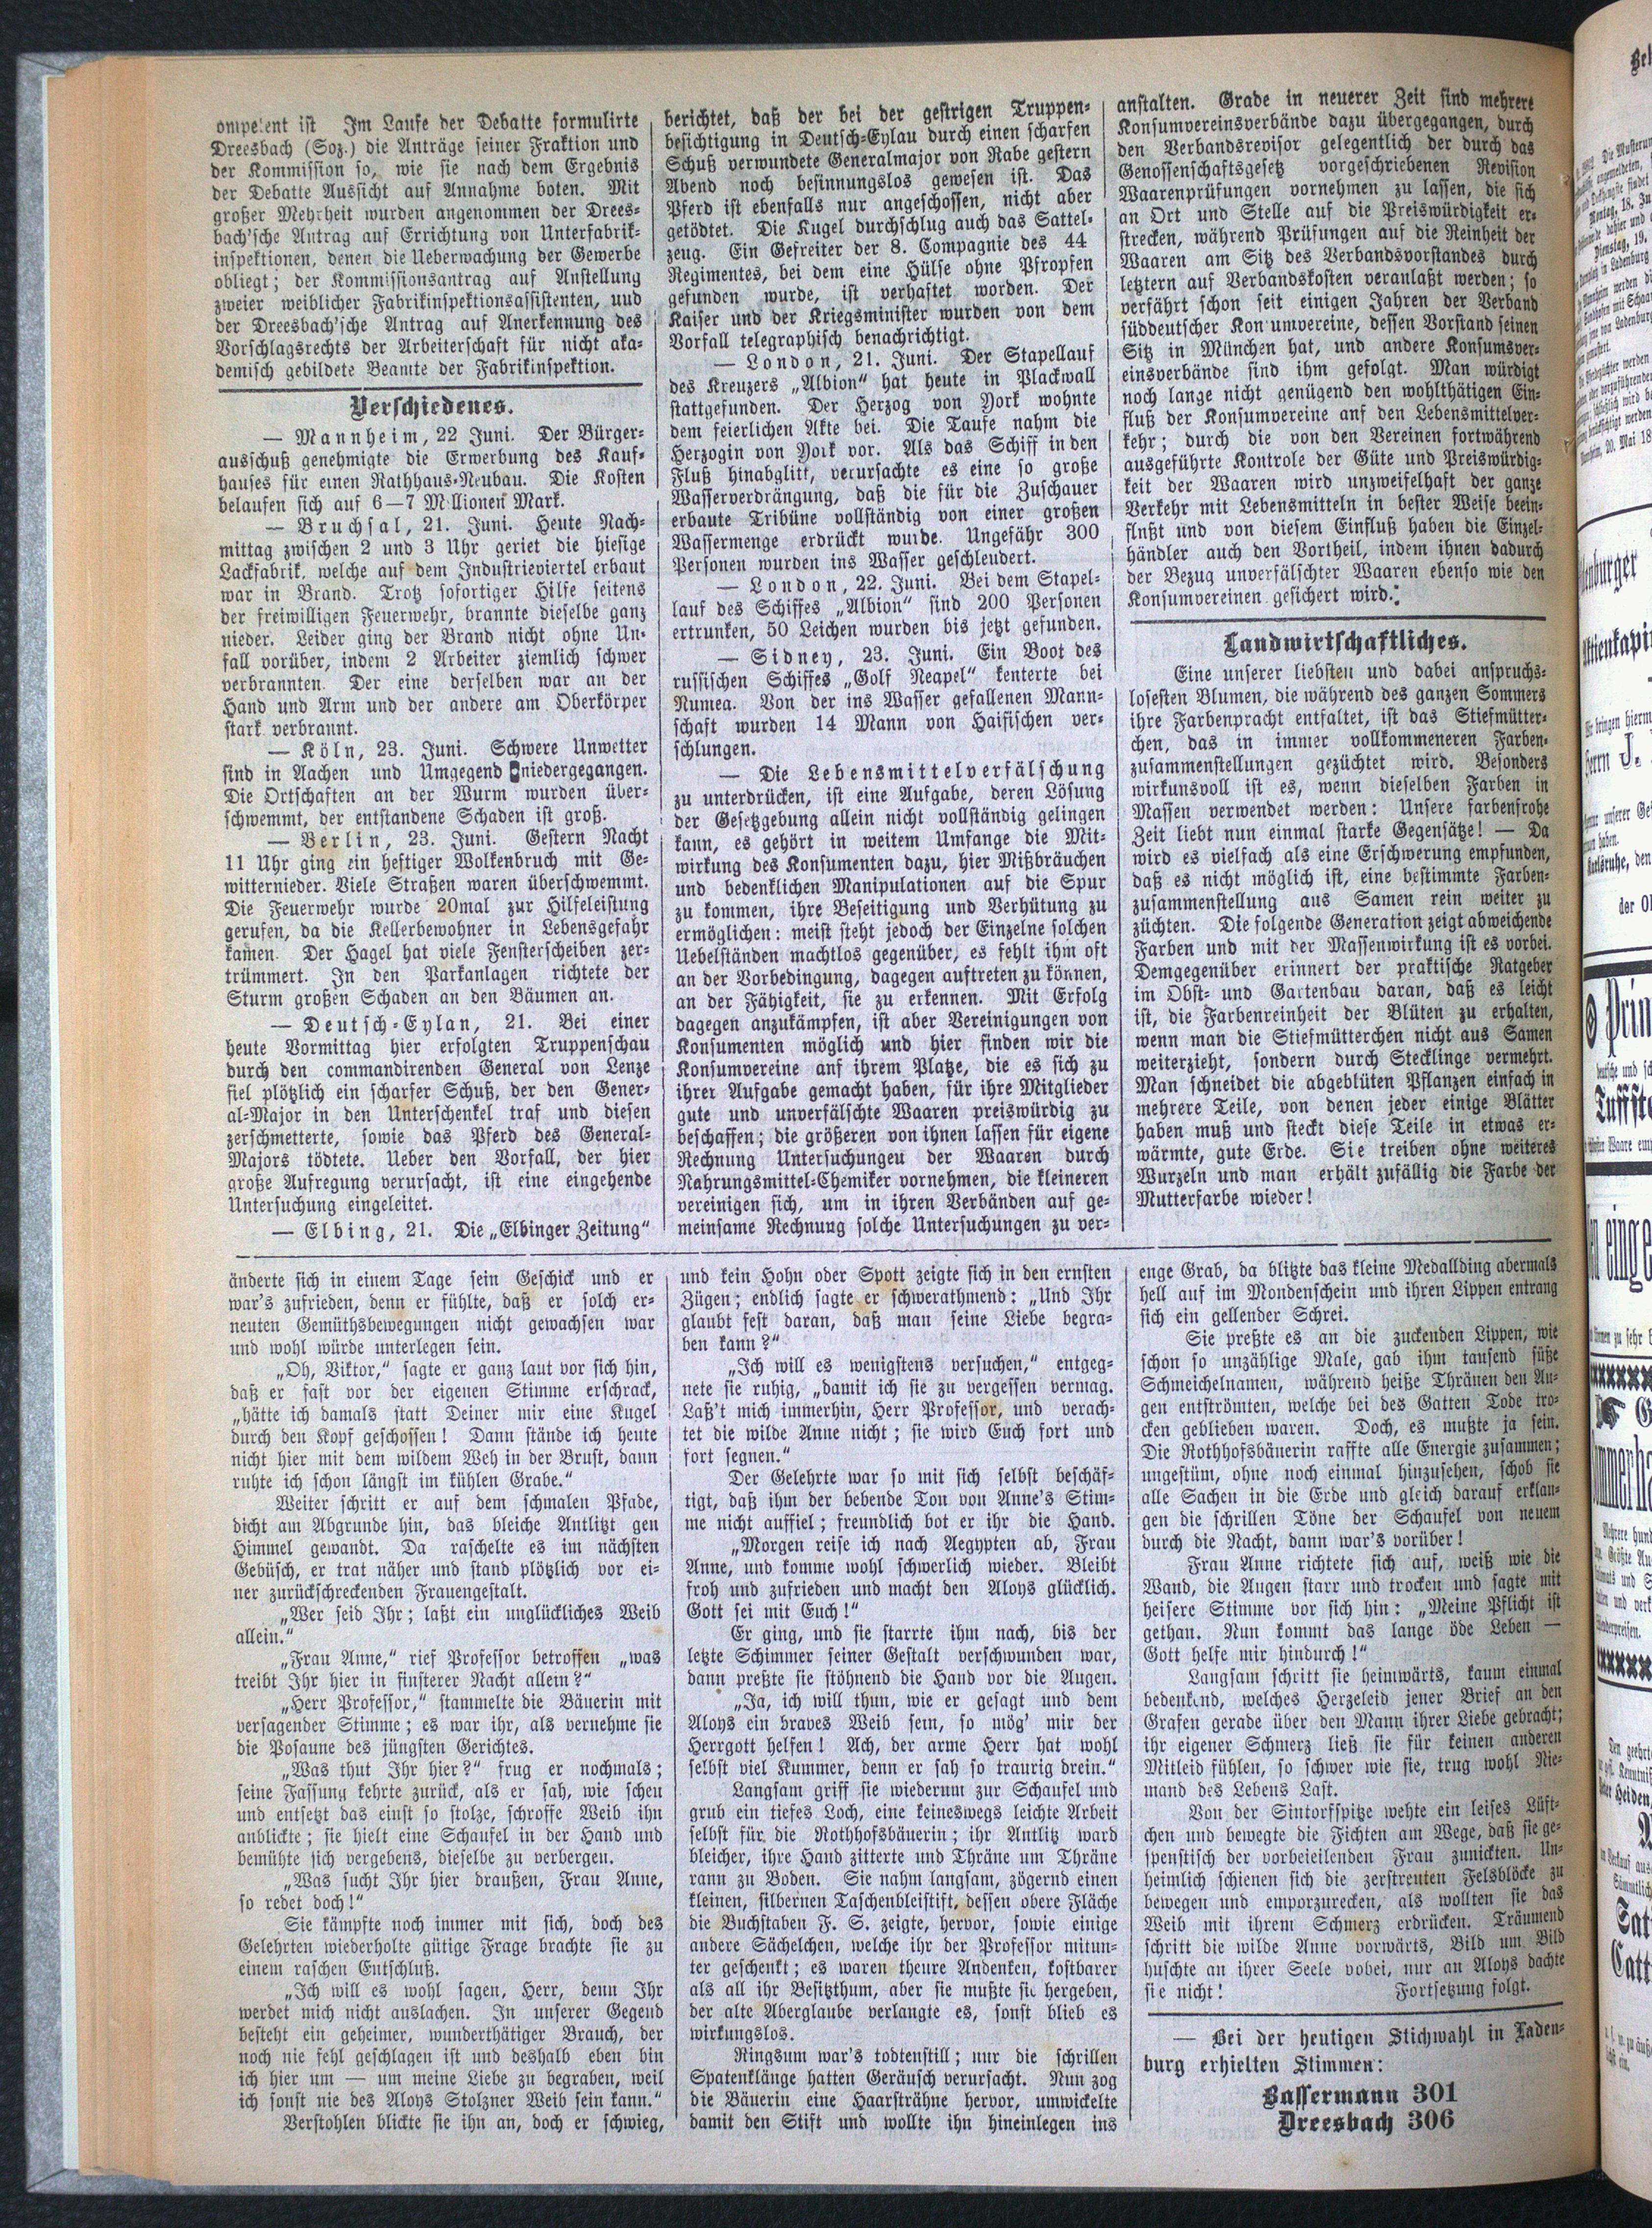 ompetent ist Im Laufe der Debatte formulirte
Dreesbach (Soz.) die Anträge seiner Fraktion und
der Kommission so, wie sie nach dem Ergebnis
der Debatte Aussicht auf Annahme boten. Mit
großer Mehrheit wurden angenommen der Drees-
bach'sche Antrag auf Errichtung von Unterfabrik-
inspektionen, denen die Ueberwachung der Gewerbe
obliegt; der Kommissionsantrag auf Anstellung
zweier weiblicher Fabrikinspektionsassistenten, und
der Dreesbach'sche Antrag auf Anerkennung des
Vorschlagsrechts der Arbeiterschaft für nicht aka-
demisch gebildete Beamte der Fabrikinspektion.
Verschiedenes.
— Mannheim, 22 Juni. Der Bürger-
ausschuß genehmigte die Erwerbung des Kauf-
hauses für einen Rathhaus-Neubau. Die Kosten
belaufen sich auf 6—7 Millionen Mark.
— Bruchsal, 21. Juni. Heute Nach-
mittag zwischen 2 und 3 Uhr geriet die hiesige
Lackfabrik, welche auf dem Industrieviertel erbaut
war in Brand. Trotz sofortiger Hilfe seitens
der freiwilligen Feuerwehr, brannte dieselbe ganz
nieder. Leider ging der Brand nicht ohne Un-
fall vorüber, indem 2 Arbeiter ziemlich schwer
verbrannten. Der eine derselben war an der
Hand und Arm und der andere am Oberkörper
stark verbrannt.
— Köln, 23. Juni. Schwere Unwetter
sind in Aachen und Umgegend niedergegangen.
Die Ortschaften an der Wurm wurden über-
schwemmt, der entstandene Schaden ist groß.
— Berlin, 23. Juni. Gestern Nacht
11 Uhr ging ein heftiger Wolkenbruch mit Ge-
witternieder. Viele Straßen waren überschwemmt.
Die Feuerwehr wurde 20mal zur Hilfeleistung
gerufen, da die Kellerbewohner in Lebensgefahr
kamen. Der Hagel hat viele Fensterscheiben zer-
trümmert. In den Parkanlagen richtete der
Sturm großen Schaden an den Bäumen an.
— Deutsch-Eylan, 21. Bei einer
heute Vormittag hier erfolgten Truppenschau
durch den commandirenden General von Lenze
fiel plötzlich ein scharfer Schuß, der den Gener-
al-Major in den Unterschenkel traf und diesen
zerschmetterte, sowie das Pferd des General-
Majors tödtete. Ueber den Vorfall, der hier
große Aufregung verursacht, ist eine eingehende
Untersuchung eingeleitet.
— Elbing, 21. Die „Elbinger Zeitung"
berichtet, daß der bei der gestrigen Truppen-
besichtigung in Deutsch-Eylau durch einen scharfen
Schuß verwundete Generalmajor von Rabe gestern
Abend noch besinnungslos gewesen ist. Das
Pferd ist ebenfalls nur angeschossen, nicht aber
getödtet. Die Kugel durchschlug auch das Sattel-
zeug. Ein Gefreiter der 8. Compagnie des 44
Regimentes, bei dem eine Hülse ohne Pfropfen
gefunden wurde, ist verhaftet worden. Der
Kaiser und der Kriegsminister wurden von dem
Vorfall telegraphisch benachrichtigt.
— London, 21. Juni. Der Stapellauf
des Kreuzers „Albion" hat heute in Plackwall
stattgefunden. Der Herzog von York wohnte
dem feierlichen Akte bei. Die Taufe nahm die
Herzogin von York vor. Als das Schiff in den
Fluß hinabglitt, verursachte es eine so große
Wasserverdrängung, daß die für die Zuschauer
erbaute Tribüne vollständig von einer großen
Wassermenge erdrückt wurde. Ungefähr 300
Personen wurden ins Wasser geschleudert.
— London, 22. Juni. Bei dem Stapel-
lauf des Schiffes „Albion" sind 200 Personen
ertrunken, 50 Leichen wurden bis jetzt gefunden.
— Sidney, 23. Juni. Ein Boot des
russischen Schiffes „Golf Neapel" kenterte bei
Numea. Von der ins Wasser gefallenen Mann-
schaft wurden 14 Mann von Haifischen ver-
schlungen.
— Die Lebensmittelverfälschung
zu unterdrücken, ist eine Aufgabe, deren Lösung
der Gesetzgebung allein nicht vollständig gelingen
kann, es gehört in weitem Umfange die Mit-
wirkung des Konsumenten dazu, hier Mißbräuchen
und bedenklichen Manipulationen auf die Spur
zu kommen, ihre Beseitigung und Verhütung zu
ermöglichen: meist steht jedoch der Einzelne solchen
Uebelständen machtlos gegenüber, es fehlt ihm oft
an der Vorbedingung, dagegen auftreten zu können,
an der Fähigkeit, sie zu erkennen. Mit Erfolg
dagegen anzukämpfen, ist aber Vereinigungen von
Konsumenten möglich und hier finden wir die
Konsumvereine auf ihrem Platze, die es sich zu
ihrer Aufgabe gemacht haben, für ihre Mitglieder
gute und unverfälschte Waaren preiswürdig zu
beschaffen; die größeren von ihnen lassen für eigene
Rechnung Untersuchungen der Waaren durch
Nahrungsmittel-Chemiker vornehmen, die kleineren
vereinigen sich, um in ihren Verbänden auf ge-
meinsame Rechnung solche Untersuchungen zu ver-
anstalten. Grade in neuerer Zeit sind mehrere
Konsumvereinsverbände dazu übergegangen, durch
den Verbandsrevisor gelegentlich der durch das
Genossenschaftsgesetz vorgeschriebenen Revision
Waarenprüfungen vornehmen zu lassen, die sich
an Ort und Stelle auf die Preiswürdigkeit er-
strecken, während Prüfungen auf die Reinheit der
Waaren am Sitz des Verbandsvorstandes durch
letztern auf Verbandskosten veranlaßt werden; so
verfährt schon seit einigen Jahren der Verband
süddeutscher Kon umvereine, dessen Vorstand seinen
Sitz in München hat, und andere Konsumsver-
einsverbände sind ihm gefolgt. Man würdigt
noch lange nicht genügend den wohlthätigen Ein-
fluß der Konsumvereine auf den Lebensmittelver-
kehr; durch die von den Vereinen fortwährend
ausgeführte Kontrole der Güte und Preiswürdig-
keit der Waaren wird unzweifelhaft der ganze
Verkehr mit Lebensmitteln in bester Weise beein-
flußt und von diesem Einfluß haben die Einzel-
händler auch den Vortheil, indem ihnen dadurch
der Bezug unverfälschter Waaren ebenso wie den
Konsumvereinen gesichert wird.
Landwirtschaftliches.
Eine unserer liebsten und dabei anspruchs-
losesten Blumen, die während des ganzen Sommers
ihre Farbenpracht entfaltet, ist das Stiefmütter-
chen, das in immer vollkommeneren Farben-
zusammenstellungen gezüchtet wird. Besonders
wirkunsvoll ist es, wenn dieselben Farben in
Massen verwendet werden: Unsere farbenfrohe
Zeit liebt nun einmal starke Gegensätze! — Da
wird es vielfach als eine Erschwerung empfunden,
daß es nicht möglich ist, eine bestimmte Farben-
zusammenstellung aus Samen rein weiter zu
züchten. Die folgende Generation zeigt abweichende
Farben und mit der Massenwirkung ist es vorbei.
Demgegenüber erinnert der praktische Ratgeber
im Obst- und Gartenbau daran, daß es leicht
ist, die Farbenreinheit der Blüten zu erhalten,
wenn man die Stiefmütterchen nicht aus Samen
weiterzieht, sondern durch Stecklinge vermehrt.
Man schneidet die abgeblüten Pflanzen einfach in
mehrere Teile, von denen jeder einige Blätter
haben muß und steckt diese Teile in etwas er-
wärmte, gute Erde. Sie treiben ohne weiteres
Wurzeln und man erhält zufällig die Farbe der
Mutterfarbe wieder!
änderte sich in einem Tage sein Geschick und er
war's zufrieden, denn er fühlte, daß er solch er-
neuten Gemüthsbewegungen nicht gewachsen war
und wohl würde unterlegen sein.
„Oh, Viktor," sagte er ganz laut vor sich hin,
daß er fast vor der eigenen Stimme erschrack,
„hätte ich damals statt Deiner mir eine Kugel
durch den Kopf geschossen! Dann stände ich heute
nicht hier mit dem wildem Weh in der Brust, dann
ruhte ich schon längst im kühlen Grabe."
Weiter schritt er auf dem schmalen Pfade,
dicht am Abgrunde hin, das bleiche Antlitzt gen
Himmel gewandt. Da raschelte es im nächsten
Gebüsch, er trat näher und stand plötzlich vor ei-
ner zurückschreckenden Frauengestalt.
„Wer seid Ihr; laßt ein unglückliches Weib
allein."
„Frau Anne," rief Professor betroffen „was
treibt Ihr hier in finsterer Nacht allein?"
„Herr Professor," stammelte die Bäuerin mit
versagender Stimme; es war ihr, als vernehme sie
die Posaune des jüngsten Gerichtes.
„Was thut Ihr hier?" frug er nochmals;
seine Fassung kehrte zurück, als er sah, wie scheu
und entsetzt das einst so stolze, schroffe Weib ihn
anblickte; sie hielt eine Schaufel in der Hand und
bemühte sich vergebens, dieselbe zu verbergen.
„Was sucht Ihr hier draußen, Frau Anne,
so redet doch!"
Sie kämpfte noch immer mit sich, doch des
Gelehrten wiederholte gütige Frage brachte sie zu
einem raschen Entschluß.
„Ich will es wohl sagen, Herr, denn Ihr
werdet mich nicht auslachen. In unserer Gegend
besteht ein geheimer, wunderthätiger Brauch, der
noch nie fehl geschlagen ist und deshalb eben bin
ich hier um — um meine Liebe zu begraben, weil
ich sonst nie des Aloys Stolzner Weib sein kann."
Verstohlen blickte sie ihn an, doch er schwieg,
und kein Hohn oder Spott zeigte sich in den ernsten
Zügen; endlich sagte er schwerathmend: „Und Ihr
glaubt fest daran, daß man seine Liebe begra-
ben kann?"
„Ich will es wenigstens versuchen," entgeg-
nete sie ruhig, „damit ich sie zu vergessen vermag.
Laß't mich immerhin, Herr Professor, und verach-
tet die wilde Anne nicht; sie wird Euch fort und
fort segnen."
Der Gelehrte war so mit sich selbst beschäf-
tigt, daß ihm der bebende Ton von Anne's Stim-
me nicht auffiel; freundlich bot er ihr die Hand.
„Morgen reise ich nach Aegypten ab, Frau
Anne, und komme wohl schwerlich wieder. Bleibt
froh und zufrieden und macht den Aloys glücklich.
Gott sei mit Euch!"
Er ging, und sie starrte ihm nach, bis der
letzte Schimmer seiner Gestalt verschwunden war,
dann preßte sie stöhnend die Hand vor die Augen.
„Ja, ich will thun, wie er gesagt und dem
Aloys ein braves Weib sein, so mög' mir der
Herrgott helfen! Ach, der arme Herr hat wohl
selbst viel Kummer, denn er sah so traurig drein."
Langsam griff sie wiederum zur Schaufel und
grub ein tiefes Loch, eine keineswegs leichte Arbeit
selbst für die Rothhofsbäuerin; ihr Antlitz ward
bleicher, ihre Hand zitterte und Thräne um Thräne
rann zu Boden. Sie nahm langsam, zögernd einen
kleinen, silbernen Taschenbleistift, dessen obere Fläche
die Buchstaben F. S. zeigte, hervor, sowie einige
andere Sächelchen, welche ihr der Professor mitun-
ter geschenkt; es waren theure Andenken, kostbarer
als all ihr Besitzthum, aber sie mußte sie hergeben,
der alte Aberglaube verlangte es, sonst blieb es
wirkungslos.
Ringsum war's todtenstill; nur die schrillen
Spatenklänge hatten Geräusch verursacht. Nun zog
die Bäuerin eine Haarsträhne hervor, umwickelte
damit den Stift und wollte ihn hineinlegen ins
enge Grab, da blitzte das kleine Medallding abermals
hell auf im Mondenschein und ihren Lippen entrang
sich ein gellender Schrei.
Sie preßte es an die zuckenden Lippen, wie
schon so unzählige Male, gab ihm tausend süße
Schmeichelnamen, während heiße Thränen den Au-
gen entströmten, welche bei des Gatten Tode tro-
cken geblieben waren. Doch, es mußte ja sein.
Die Rothhofsbäuerin raffte alle Energie zusammen;
ungestüm, ohne noch einmal hinzusehen, schob sie
alle Sachen in die Erde und gleich darauf erklan-
gen die schrillen Töne der Schaufel von neuem
durch die Nacht, dann war's vorüber!
Frau Anne richtete sich auf, weiß wie die
Wand, die Augen starr und trocken und sagte mit
heisere Stimme vor sich hin: „Meine Pflicht ist
gethan. Nun kommt das lange öde Leben —
Gott helfe mir hindurch!"
Langsam schritt sie heimwärts, kaum einmal
bedenkend, welches Herzeleid jener Brief an den
Grafen gerade über den Mann ihrer Liebe gebracht;
ihr eigener Schmerz ließ sie für keinen anderen
Mitleid fühlen, so schwer wie sie, trug wohl Nie-
mand des Lebens Last.
Von der Sintorfspitze wehte ein leises Lüft-
chen und bewegte die Fichten am Wege, daß sie ge-
spenstisch der vorbeieilenden Frau zunickten. Un-
heimlich schienen sich die zerstreuten Felsblöcke zu
bewegen und emporzurecken, als wollten sie das
Weib mit ihrem Schmerz erdrücken. Träumend
schritt die wilde Anne vorwärts, Bild um Bild
huschte an ihrer Seele vobei, nur an Aloys dachte
sie nicht! Fortsetzung folgt.
— Bei der heutigen Stichwahl in Laden-
burg erhielten Stimmen:
Bassermann 301
Dreesbach 306